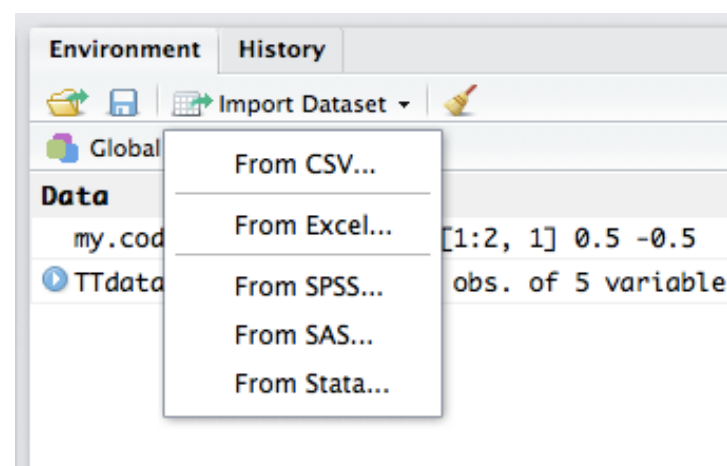 Environment History
Import Dataset
Global
From CSV...
Data
From Excel...
my.cod [1:2, 1] 0.5 -0.5
From SPSS...
TTdata obs. of 5 variable
From SAS...
From Stata...